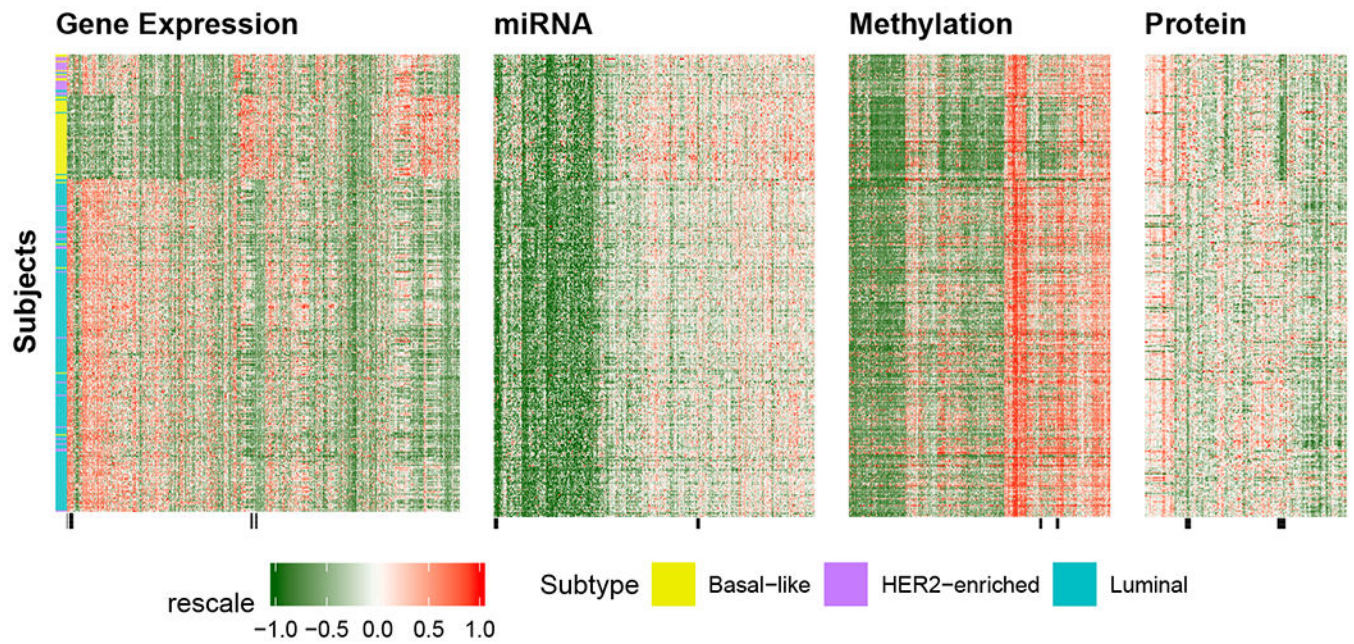 Gene Expression
miRNA
Methylation
Protein
Subjects
rescale
−1.0 −0.5 0.0 0.5 1.0
Subtype
Basal−like
HER2−enriched
Luminal